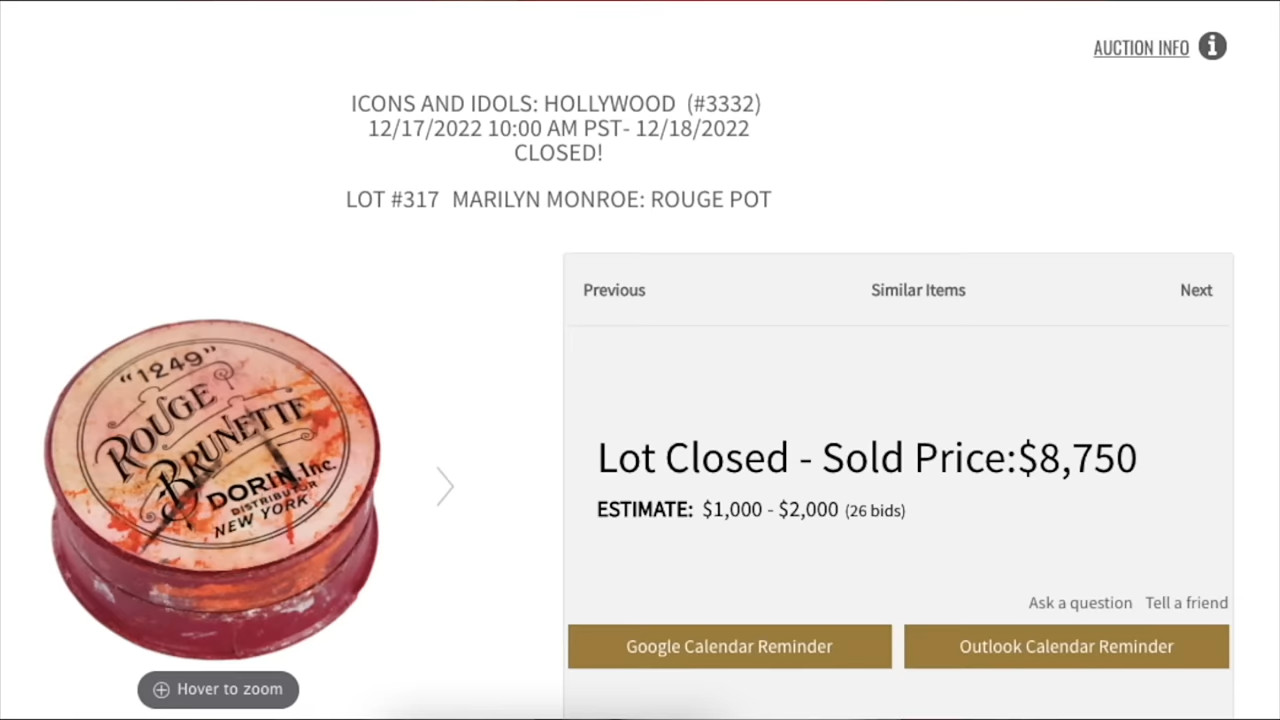 AUCTION INFO
ICONS AND IDOLS: HOLLYWOOD (#3332)
12/17/2022 10:00 AM PST- 12/18/2022
CLOSED!
LOT #317 MARILYN MONROE: ROUGE POT
Previous
Similar Items
Next
"1249"
ROUGE
BRUNETTE
DORIN, Inc.
DISTRIBUTOR
NEW YORK
Lot Closed - Sold Price:$8,750
ESTIMATE: $1,000 - $2,000 (26 bids)
Ask a question Tell a friend
Google Calendar Reminder
Outlook Calendar Reminder
Hover to zoom